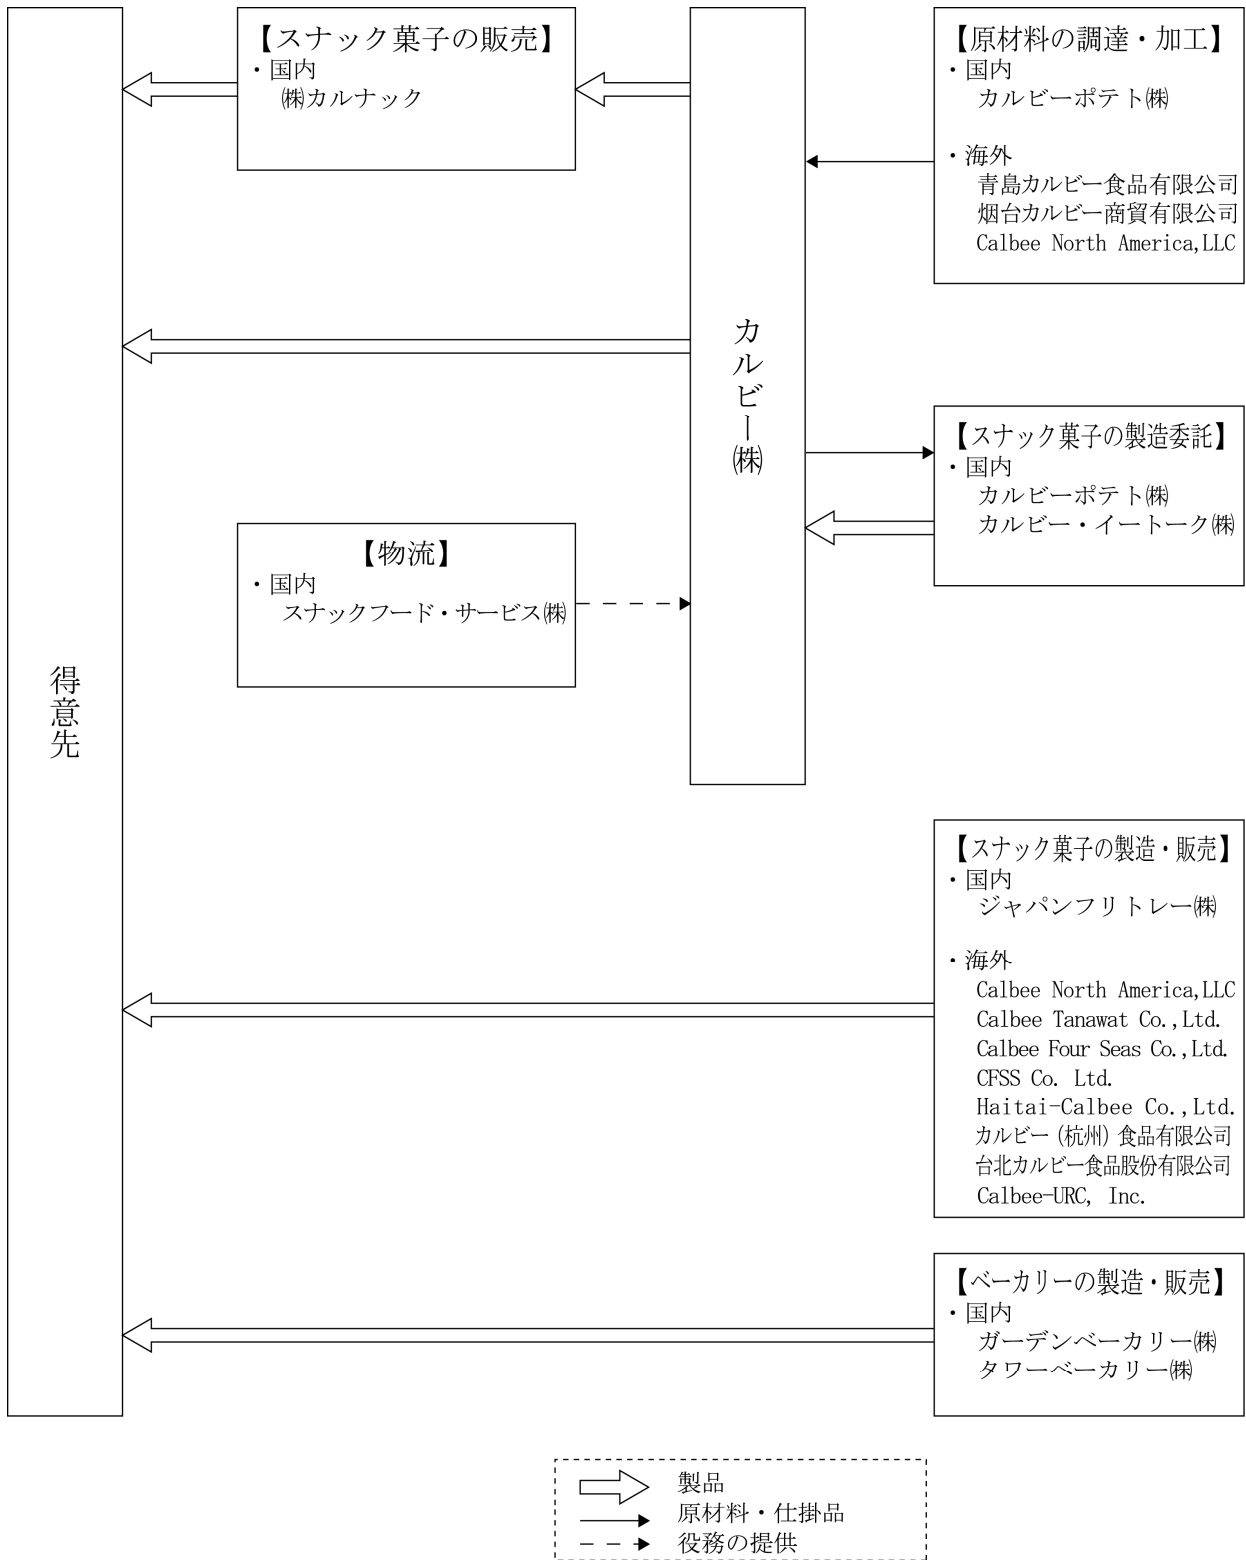 【スナック菓子の販売】
・国内
㈱カルナック
【原材料の調達・加工】
・国内
カルビーポテト㈱
・海外
青島カルビー食品有限公司
烟台カルビー商貿有限公司
Calbee North America,LLC
カルビー㈱
【スナック菓子の製造委託】
・国内
カルビーポテト㈱
カルビー・イートーク㈱
【物流】
・国内
スナックフード・サービス㈱
得意先
【スナック菓子の製造・販売】
・国内
ジャパンフリトレー㈱
・海外
Calbee North America,LLC
Calbee Tanawat Co.,Ltd.
Calbee Four Seas Co.,Ltd.
CFSS Co. Ltd.
Haitai-Calbee Co.,Ltd.
カルビー(杭州)食品有限公司
台北カルビー食品股份有限公司
Calbee-URC, Inc.
【ベーカリーの製造・販売】
・国内
ガーデンベーカリー㈱
タワーベーカリー㈱
製品
原材料・仕掛品
役務の提供